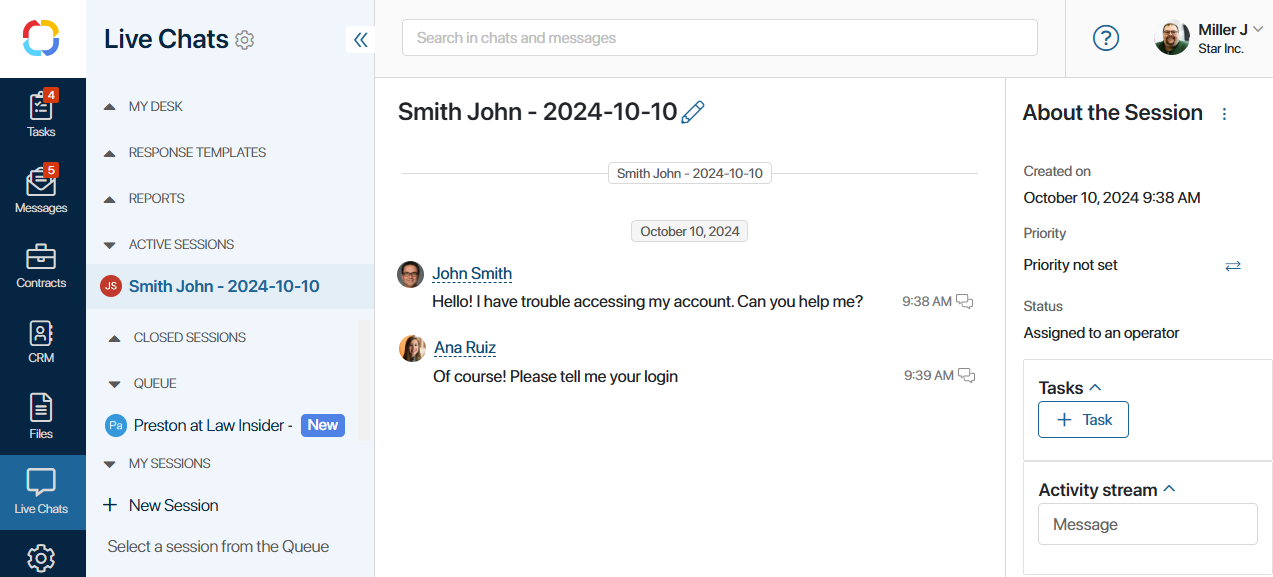 Live Chats
Search in chats and messages
?
Miller J
Star Inc.
4
Tasks
5
Messages
Contracts
CRM
Files
Live Chats
MY DESK
RESPONSE TEMPLATES
REPORTS
ACTIVE SESSIONS
JS Smith John - 2024-10-10
CLOSED SESSIONS
QUEUE
Pa Preston at Law Insider - New
MY SESSIONS
+ New Session
Select a session from the Queue
Smith John - 2024-10-10
Smith John - 2024-10-10
October 10, 2024
John Smith
Hello! I have trouble accessing my account. Can you help me? 9:38 AM
Ana Ruiz
Of course! Please tell me your login 9:39 AM
About the Session
Created on
October 10, 2024 9:38 AM
Priority
Priority not set
Status
Assigned to an operator
Tasks
+ Task
Activity stream
Message